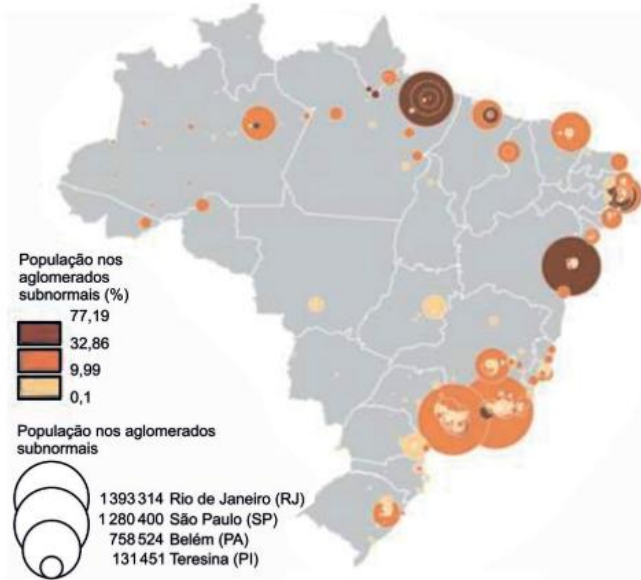 População nos
aglomerados
subnormais (%)
77,19
32,86
9,99
0,1
População nos aglomerados
subnormais
1 393 314 Rio de Janeiro (RJ)
1 280 400 São Paulo (SP)
758 524 Belém (PA)
131 451 Teresina (PI)